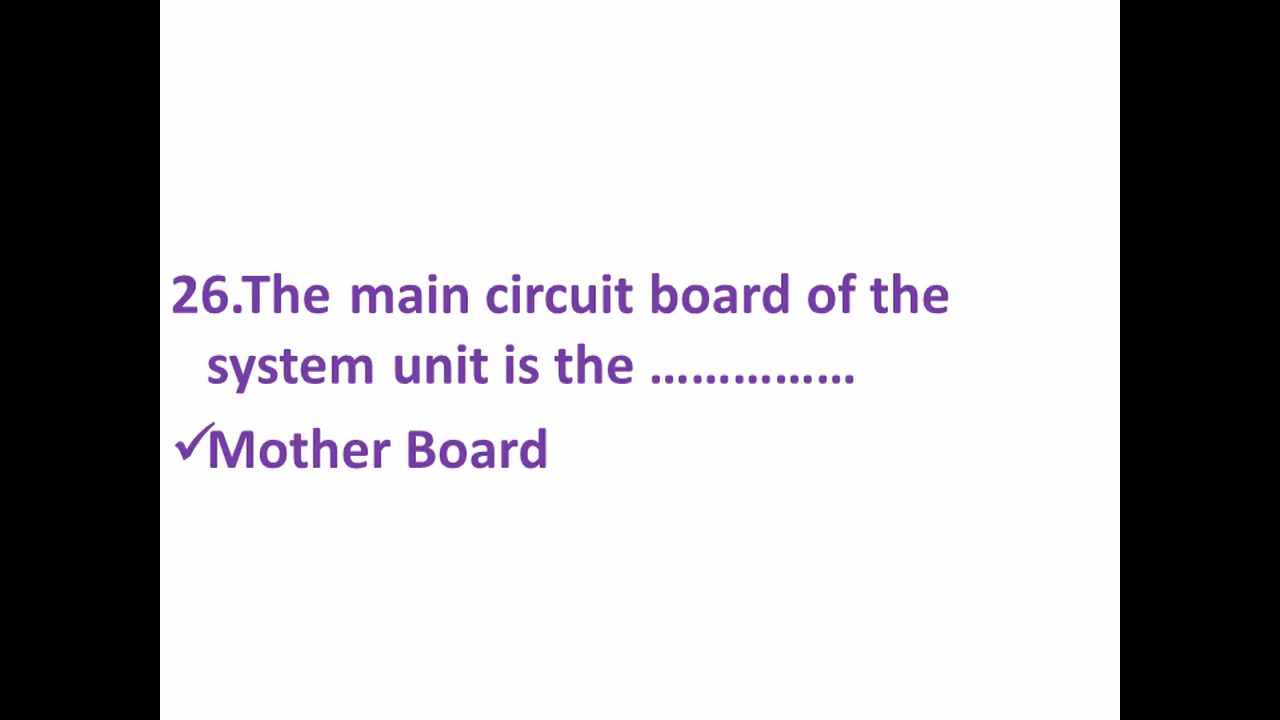 26.The main circuit board of the
system unit is the ……………
✓Mother Board